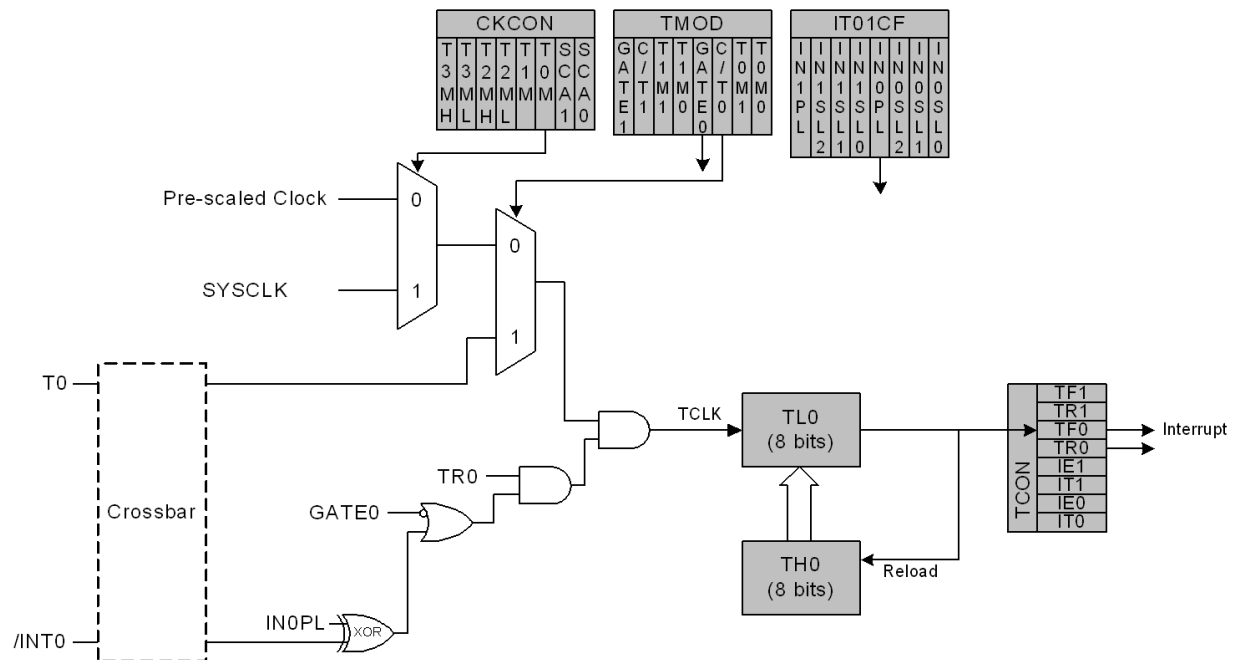 CKCON
T3MH T3ML T2MH T2ML T1M T0M SCA1 SCA0
TMOD
GATE1 C/T1 T1M1 T1M0 GATE0 C/T0 T0M1 T0M0
IT01CF
IN1PL IN1SL2 IN1SL1 IN1SL0 IN0PL IN0SL2 IN0SL1 IN0SL0
Pre-scaled Clock
0
SYSCLK
1
0
1
T0
Crossbar
/INT0
TR0
GATE0
IN0PL
XOR
TCLK
TL0
(8 bits)
TH0
(8 bits)
Reload
TCON
TF1
TR1
TF0
TR0
IE1
IT1
IE0
IT0
Interrupt